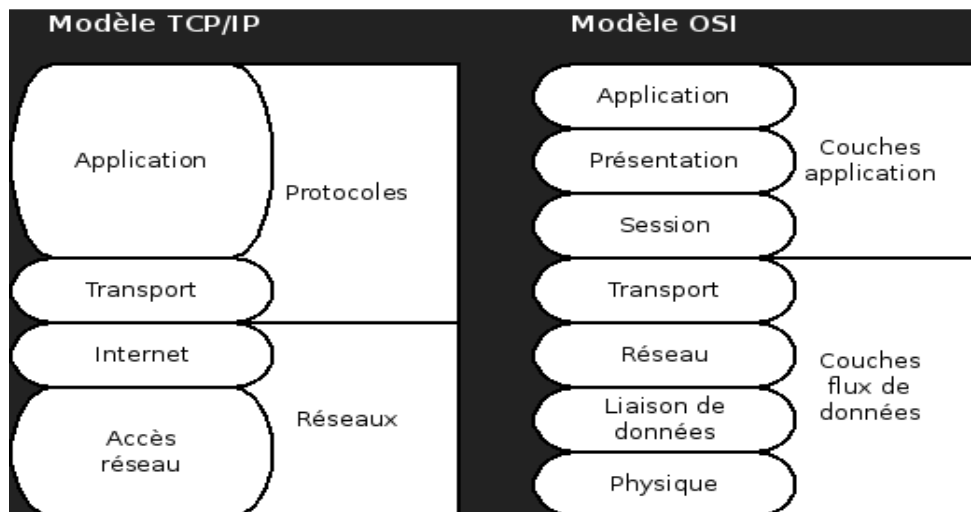 Modèle TCP/IP
Application
Protocoles
Transport
Internet
Réseaux
Accès
réseau
Modèle OSI
Application
Présentation
Session
Couches
application
Transport
Réseau
Liaison de
données
Physique
Couches
flux de
données